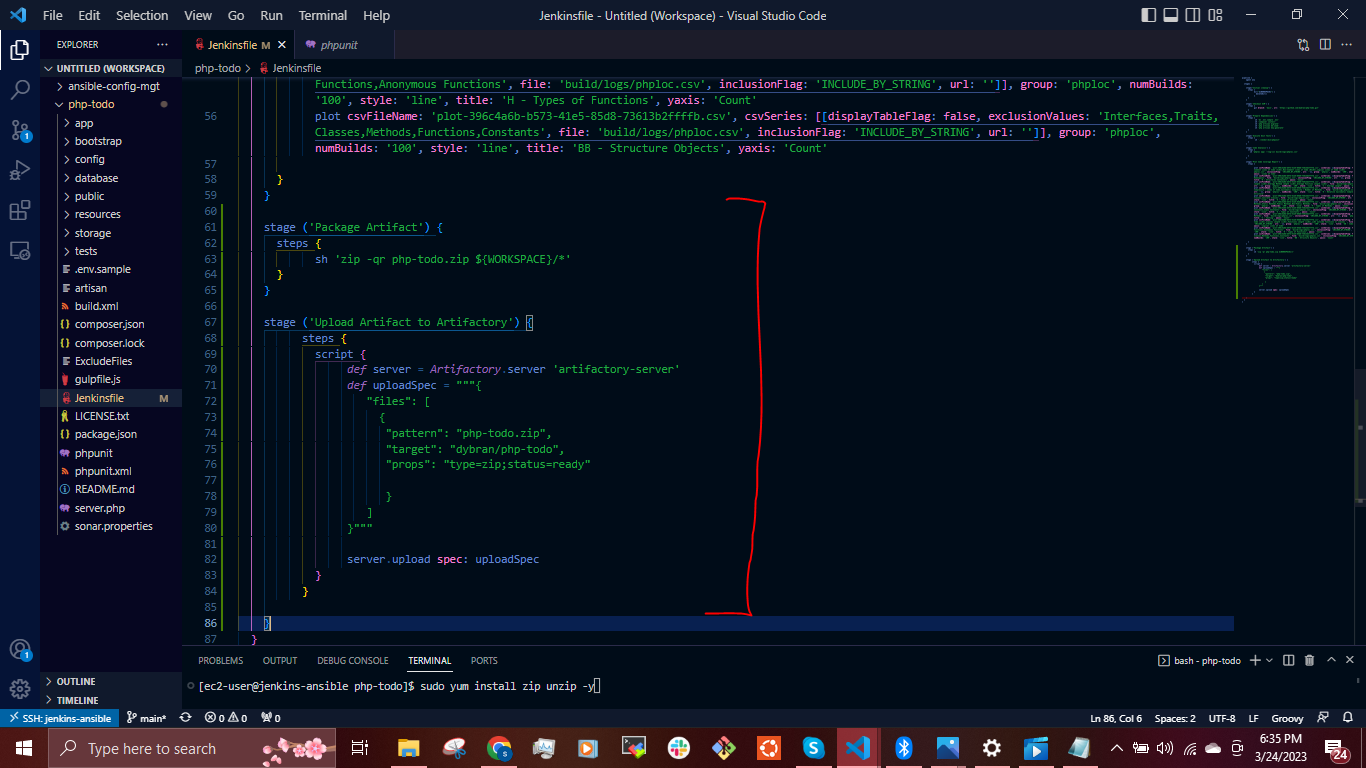 File Edit Selection View Go Run Terminal Help
Jenkinsfile - Untitled (Workspace) - Visual Studio Code
EXPLORER
UNTITLED (WORKSPACE)
ansible-config-mgt
php-todo
app
bootstrap
config
database
public
resources
storage
tests
.env.sample
artisan
build.xml
composer.json
composer.lock
ExcludeFiles
gulpfile.js
Jenkinsfile M
LICENSE.txt
package.json
phpunit
phpunit.xml
README.md
server.php
sonar.properties
OUTLINE
TIMELINE
Jenkinsfile M
phpunit
php-todo > Jenkinsfile
Functions,Anonymous Functions', file: 'build/logs/phploc.csv', inclusionFlag: 'INCLUDE_BY_STRING', url: '']], group: 'phploc', numBuilds:
'100', style: 'line', title: 'H - Types of Functions', yaxis: 'Count'
56 plot csvFileName: 'plot-396c4a6b-b573-41e5-85d8-73613b2ffffb.csv', csvSeries: [[displayTableFlag: false, exclusionValues: 'Interfaces,Traits,
Classes,Methods,Functions,Constants', file: 'build/logs/phploc.csv', inclusionFlag: 'INCLUDE_BY_STRING', url: '']], group: 'phploc',
numBuilds: '100', style: 'line', title: 'BB - Structure Objects', yaxis: 'Count'
57
58 }
59 }
60
61 stage ('Package Artifact') {
62 steps {
63 sh 'zip -qr php-todo.zip ${WORKSPACE}/*'
64 }
65 }
66
67 stage ('Upload Artifact to Artifactory') {
68 steps {
69 script {
70 def server = Artifactory.server 'artifactory-server'
71 def uploadSpec = """{
72 "files": [
73 {
74 "pattern": "php-todo.zip",
75 "target": "dybran/php-todo",
76 "props": "type=zip;status=ready"
77
78 }
79 ]
80 }"""
81
82 server.upload spec: uploadSpec
83 }
84 }
85
86 }
87 }
PROBLEMS OUTPUT DEBUG CONSOLE TERMINAL PORTS
bash - php-todo
[ec2-user@jenkins-ansible php-todo]$ sudo yum install zip unzip -y
SSH: jenkins-ansible main* 0 0 0
Ln 86, Col 6 Spaces: 2 UTF-8 LF Groovy
Type here to search
6:35 PM
3/24/2023
24